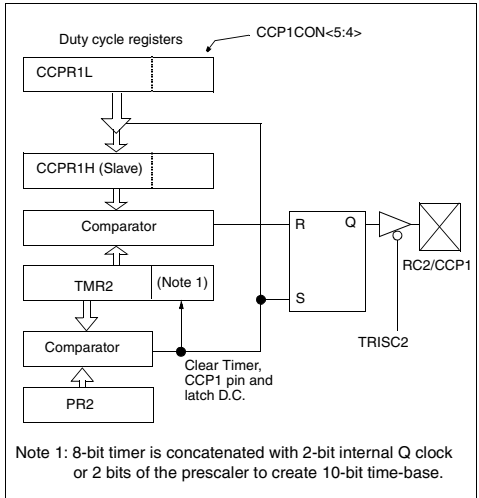 Duty cycle registers
CCP1CON<5:4>
CCPR1L
CCPR1H (Slave)
Comparator
R
Q
RC2/CCP1
TMR2
(Note 1)
S
TRISC2
Comparator
Clear Timer,
CCP1 pin and
latch D.C.
PR2
Note 1: 8-bit timer is concatenated with 2-bit internal Q clock
or 2 bits of the prescaler to create 10-bit time-base.